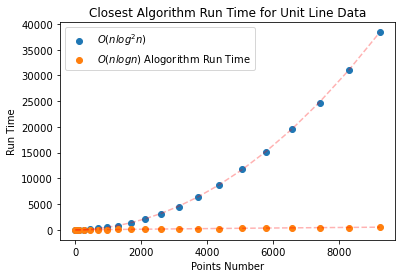 Closest Algorithm Run Time for Unit Line Data
O(nlog²n)
O(nlogn) Alogorithm Run Time
40000
35000
30000
25000
20000
15000
10000
5000
0
Run Time
0 2000 4000 6000 8000
Points Number